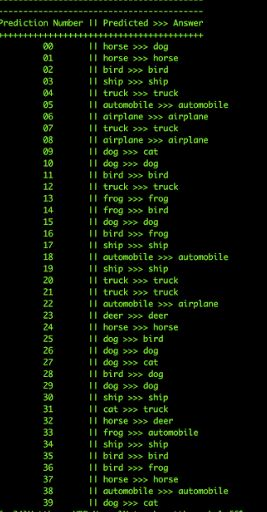 ---------------------------------------------
---------------------------------------------
Prediction Number || Predicted >>> Answer
+++++++++++++++++++++++++++++++++++++++++++++
00 || horse >>> dog
01 || horse >>> horse
02 || bird >>> bird
03 || ship >>> ship
04 || truck >>> truck
05 || automobile >>> automobile
06 || airplane >>> airplane
07 || truck >>> truck
08 || airplane >>> airplane
09 || dog >>> cat
10 || dog >>> dog
11 || bird >>> bird
12 || truck >>> truck
13 || frog >>> frog
14 || frog >>> bird
15 || dog >>> dog
16 || bird >>> frog
17 || ship >>> ship
18 || automobile >>> automobile
19 || ship >>> ship
20 || truck >>> truck
21 || truck >>> truck
22 || automobile >>> airplane
23 || deer >>> deer
24 || horse >>> horse
25 || dog >>> bird
26 || dog >>> dog
27 || dog >>> cat
28 || bird >>> dog
29 || dog >>> dog
30 || ship >>> ship
31 || cat >>> truck
32 || horse >>> deer
33 || frog >>> automobile
34 || ship >>> ship
35 || bird >>> bird
36 || bird >>> frog
37 || horse >>> horse
38 || automobile >>> automobile
39 || dog >>> cat